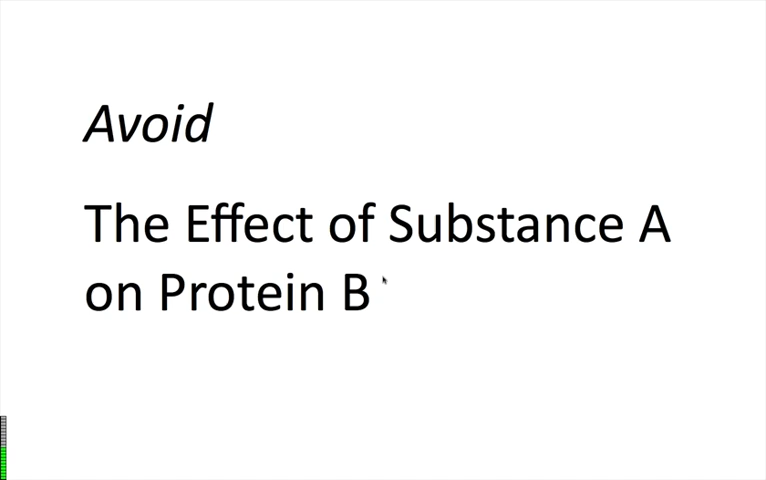 Avoid
The Effect of Substance A
on Protein B